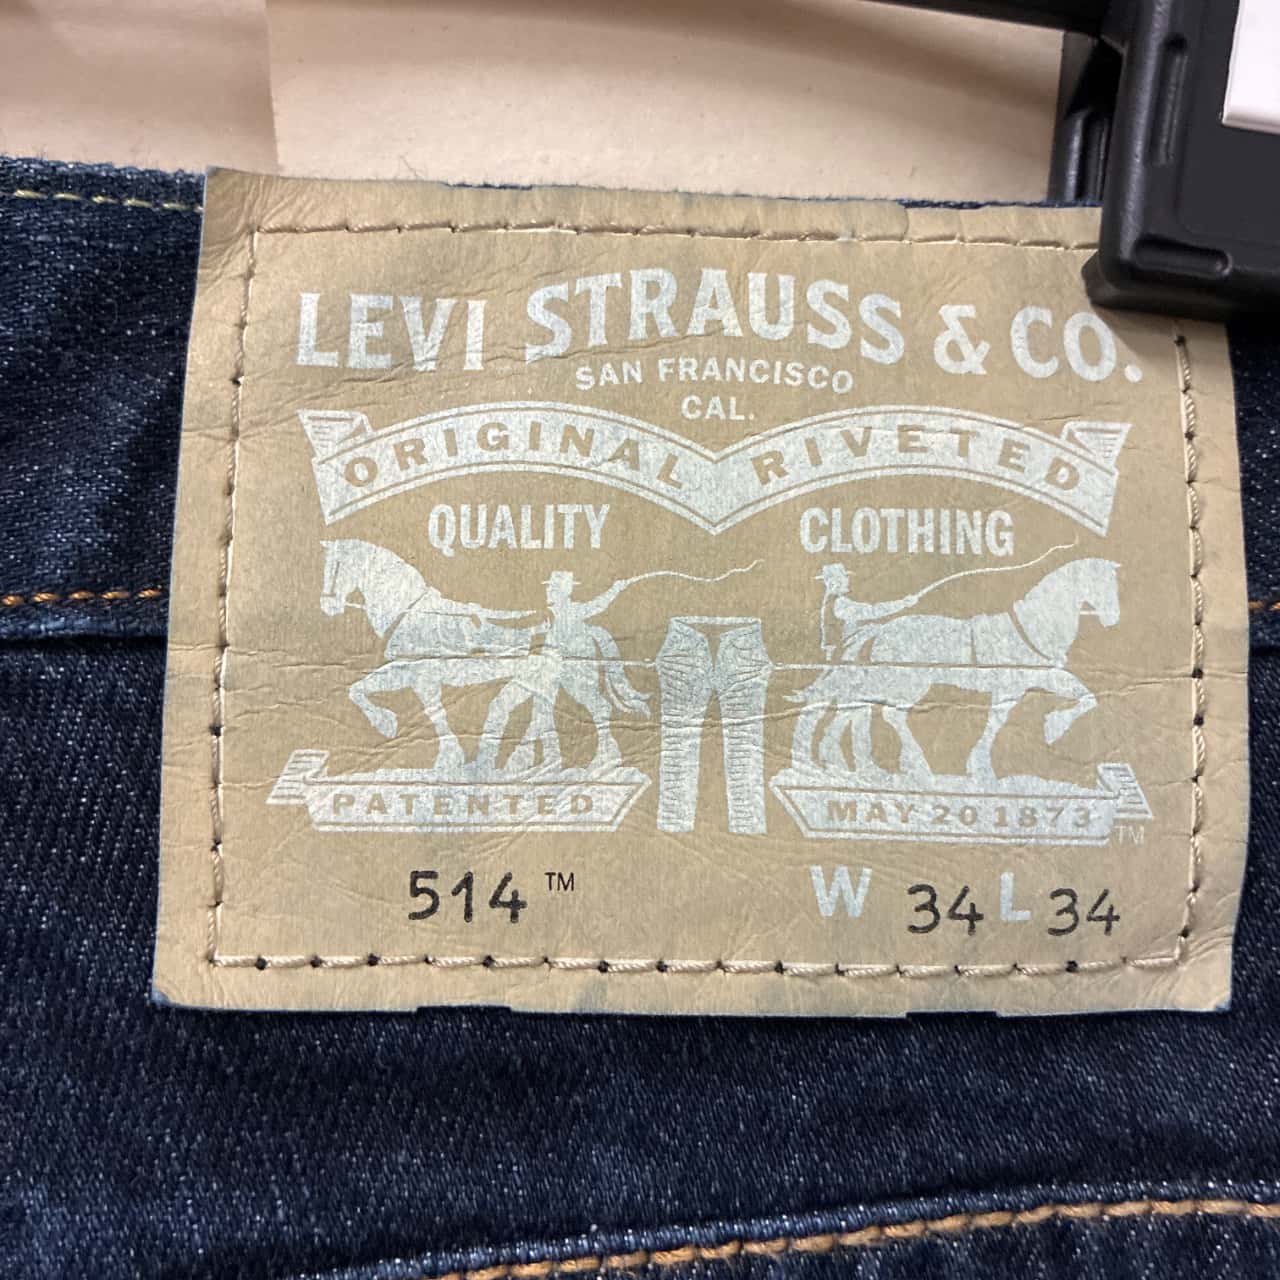 LEVI STRAUSS & CO.
SAN FRANCISCO
CAL.
ORIGINAL RIVETED
QUALITY CLOTHING
PATENTED MAY 20 1873 TM
514 TM W 34 L 34